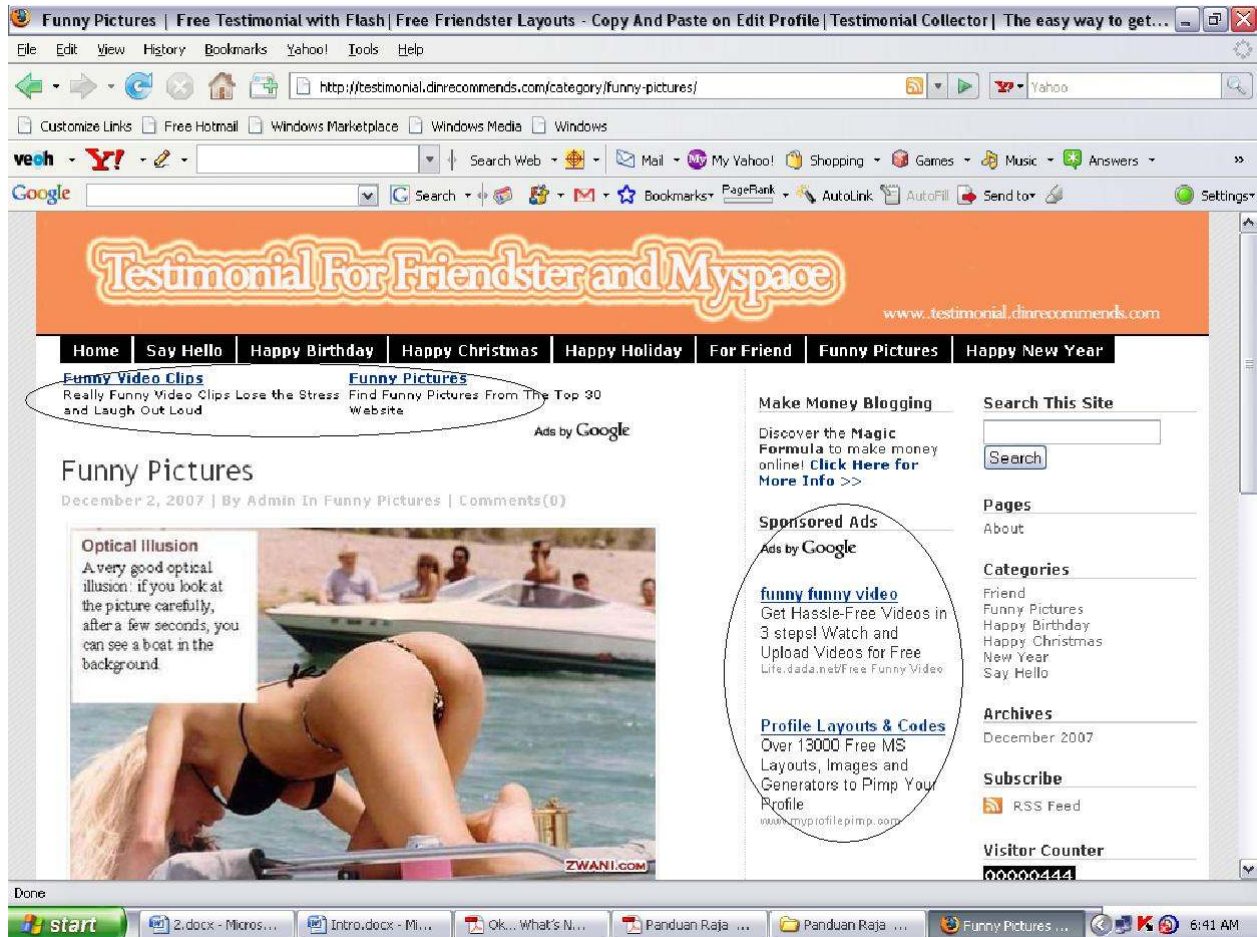 Funny Pictures | Free Testimonial with Flash| Free Friendster Layouts - Copy And Paste on Edit Profile| Testimonial Collector | The easy way to get...
File Edit View History Bookmarks Yahoo! Tools Help
http://testimonial.dinrecommends.com/category/funny-pictures/
Yahoo
Customize Links Free Hotmail Windows Marketplace Windows Media Windows
veoh Y! Search Web Mail My Yahoo! Shopping Games Music Answers »
Google Search Bookmarks PageRank AutoLink AutoFill Send to Settings
Testimonial For Friendster and Myspace
www..testimonial.dinrecommends.com
Home Say Hello Happy Birthday Happy Christmas Happy Holiday For Friend Funny Pictures Happy New Year
Funny Video Clips
Really Funny Video Clips Lose the Stress
and Laugh Out Loud
Funny Pictures
Find Funny Pictures From The Top 30
Website
Ads by Google
Funny Pictures
December 2, 2007 | By Admin In Funny Pictures | Comments(0)
Optical Illusion
A very good optical
illusion: if you look at
the picture carefully,
after a few seconds, you
can see a boat in the
background.
ZWANI.COM
Make Money Blogging
Discover the Magic
Formula to make money
online! Click Here for
More Info >>
Sponsored Ads
Ads by Google
funny funny video
Get Hassle-Free Videos in
3 steps! Watch and
Upload Videos for Free
Life.dada.net/Free Funny Video
Profile Layouts & Codes
Over 13000 Free MS
Layouts, Images and
Generators to Pimp Your
Profile
www.myprofilepimp.com
Search This Site
Search
Pages
About
Categories
Friend
Funny Pictures
Happy Birthday
Happy Christmas
New Year
Say Hello
Archives
December 2007
Subscribe
RSS Feed
Visitor Counter
00000444
Done
start 2.docx - Micros... Intro.docx - Mi... Ok... What's N... Panduan Raja ... Panduan Raja ... Funny Pictures ... 6:41 AM